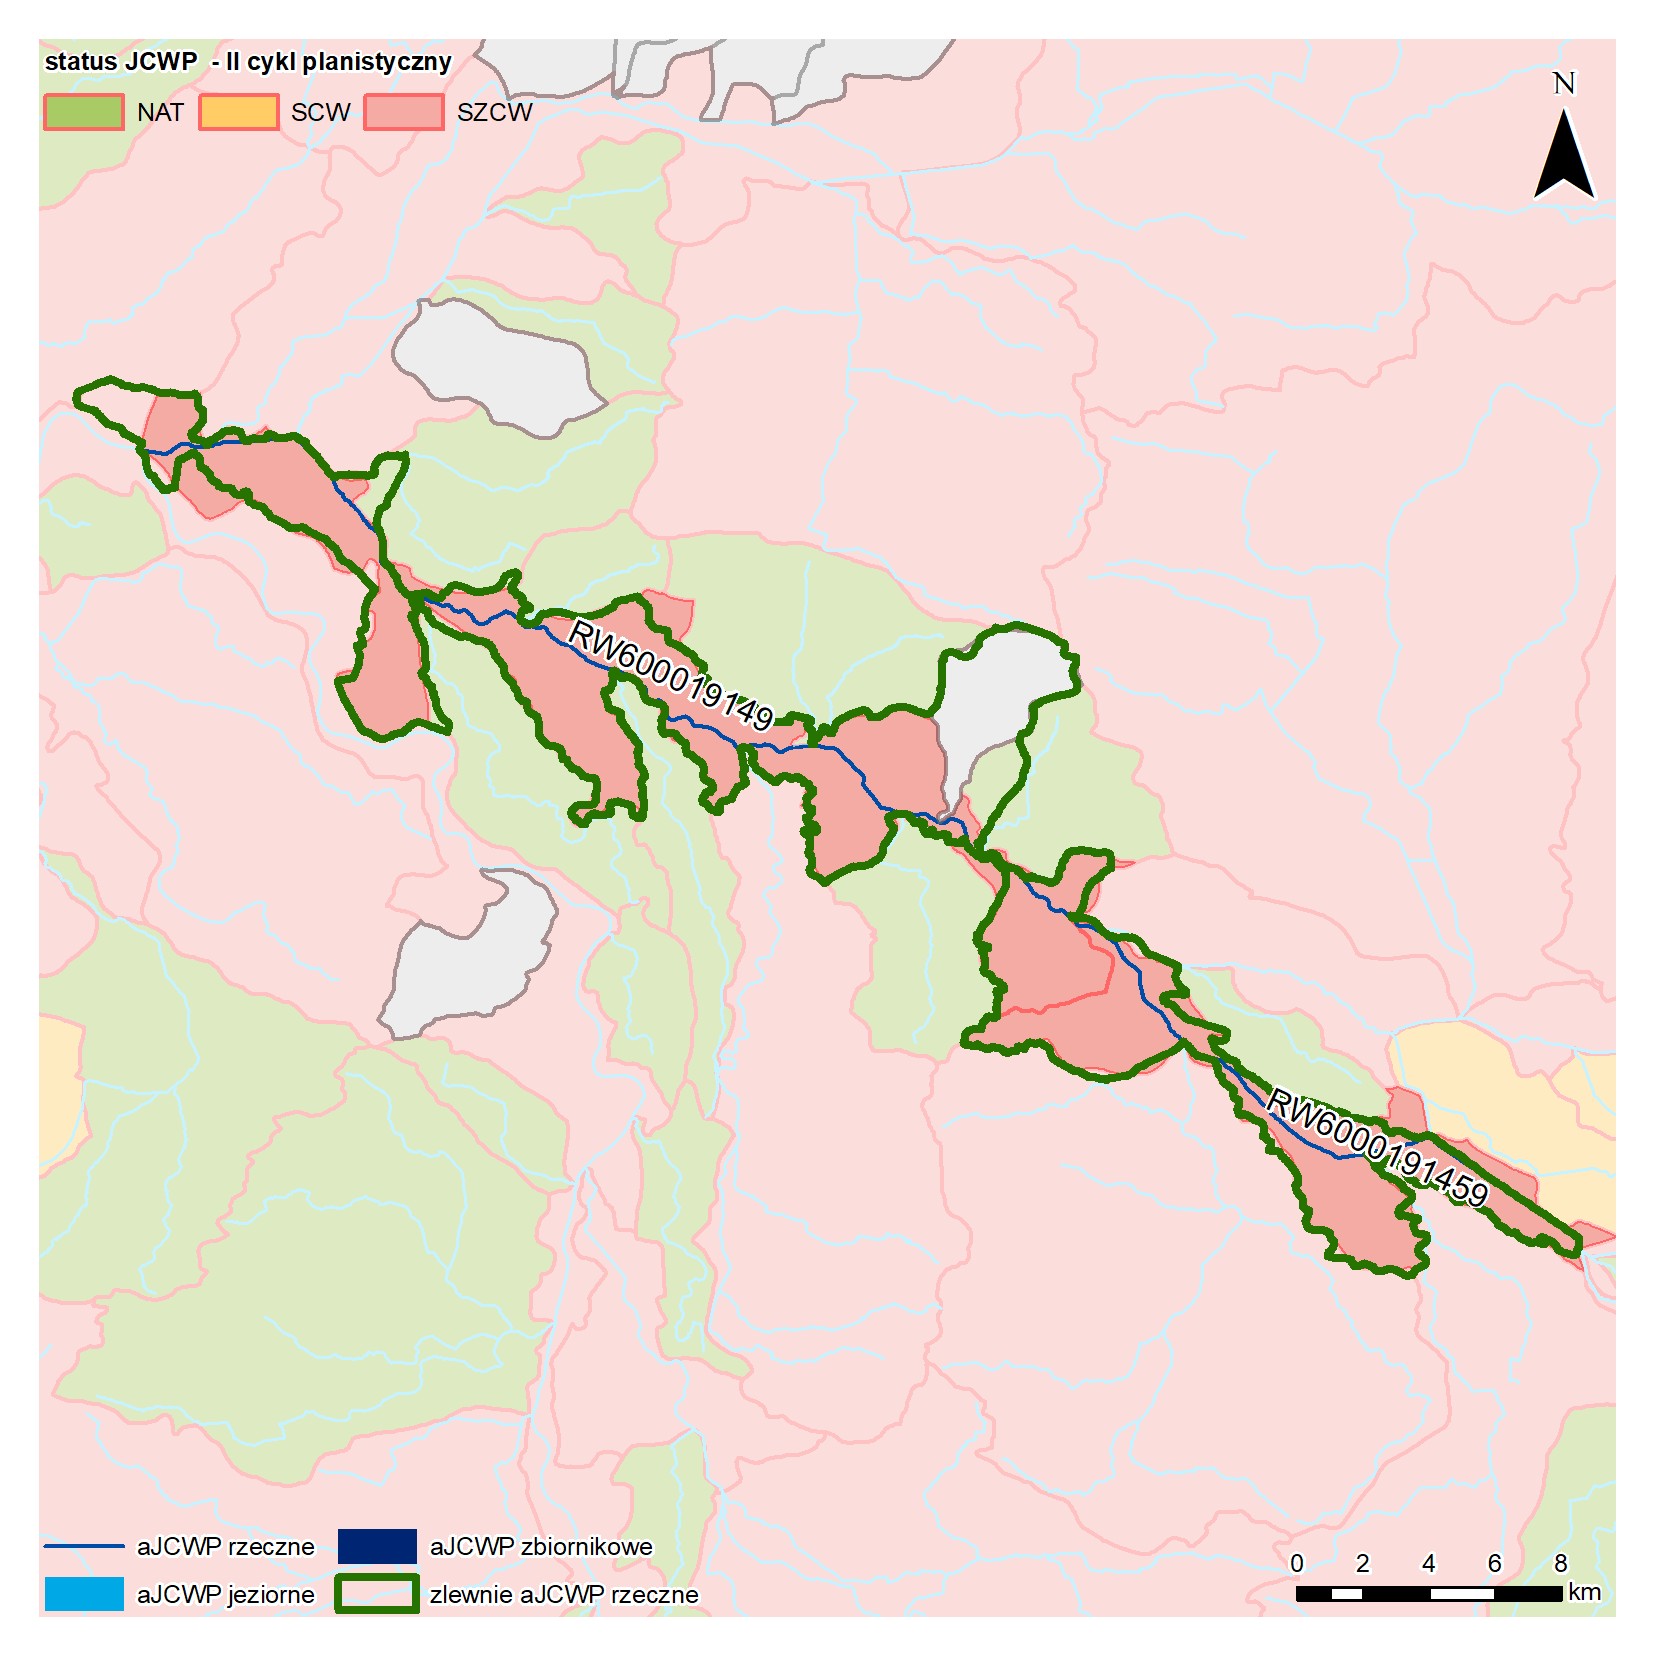 status JCWP - II cykl planistyczny
N
NAT SCW SZCW
RW600019149
RW6000191459
aJCWP rzeczne aJCWP zbiornikowe
0 2 4 6 8
aJCWP jeziorne zlewnie aJCWP rzeczne
km